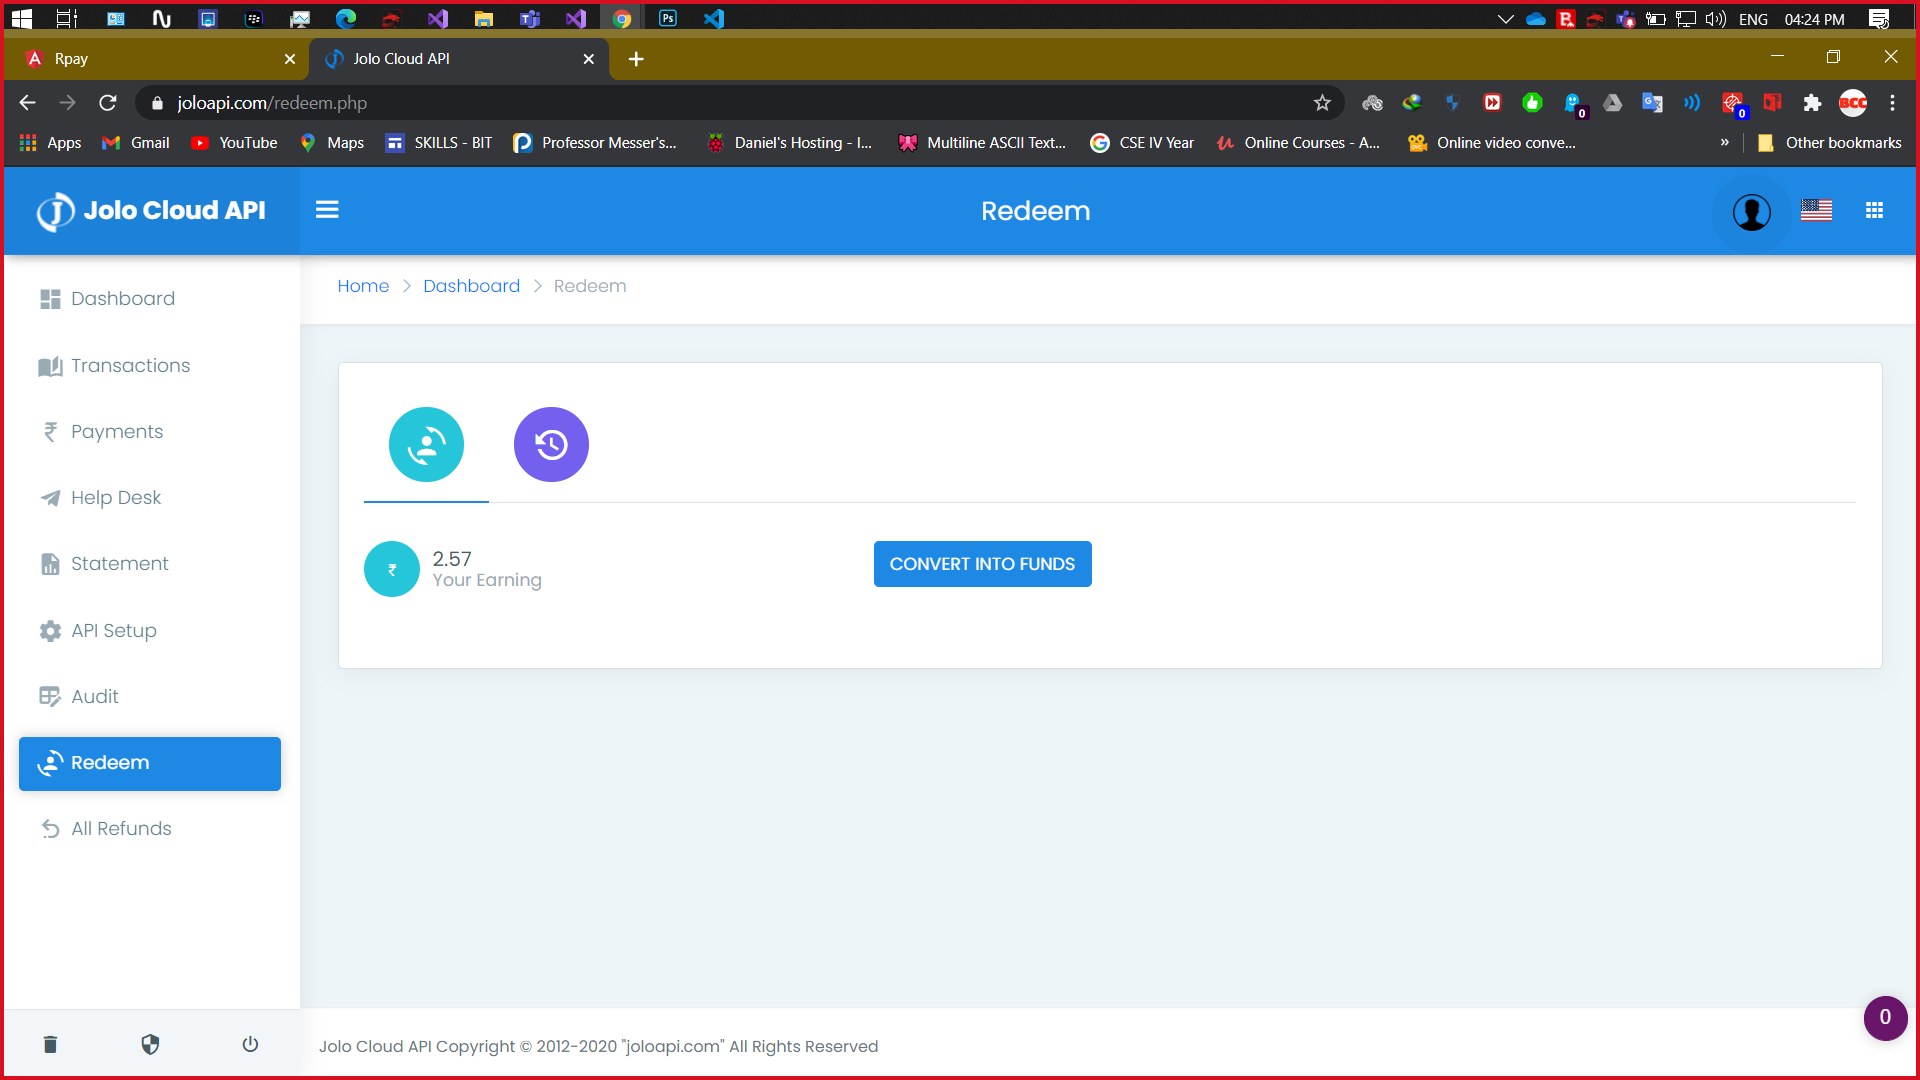 ENG 04:24 PM
Rpay
Jolo Cloud API
joloapi.com/redeem.php
0
0
BCC
Apps
Gmail
YouTube
Maps
SKILLS - BIT
Professor Messer's...
Daniel's Hosting - I...
Multiline ASCII Text...
CSE IV Year
Online Courses - A...
Online video conve...
»
Other bookmarks
Jolo Cloud API
Redeem
Home > Dashboard > Redeem
Dashboard
Transactions
Payments
Help Desk
Statement
API Setup
Audit
Redeem
All Refunds
₹
2.57
Your Earning
CONVERT INTO FUNDS
0
Jolo Cloud API Copyright © 2012-2020 "joloapi.com" All Rights Reserved